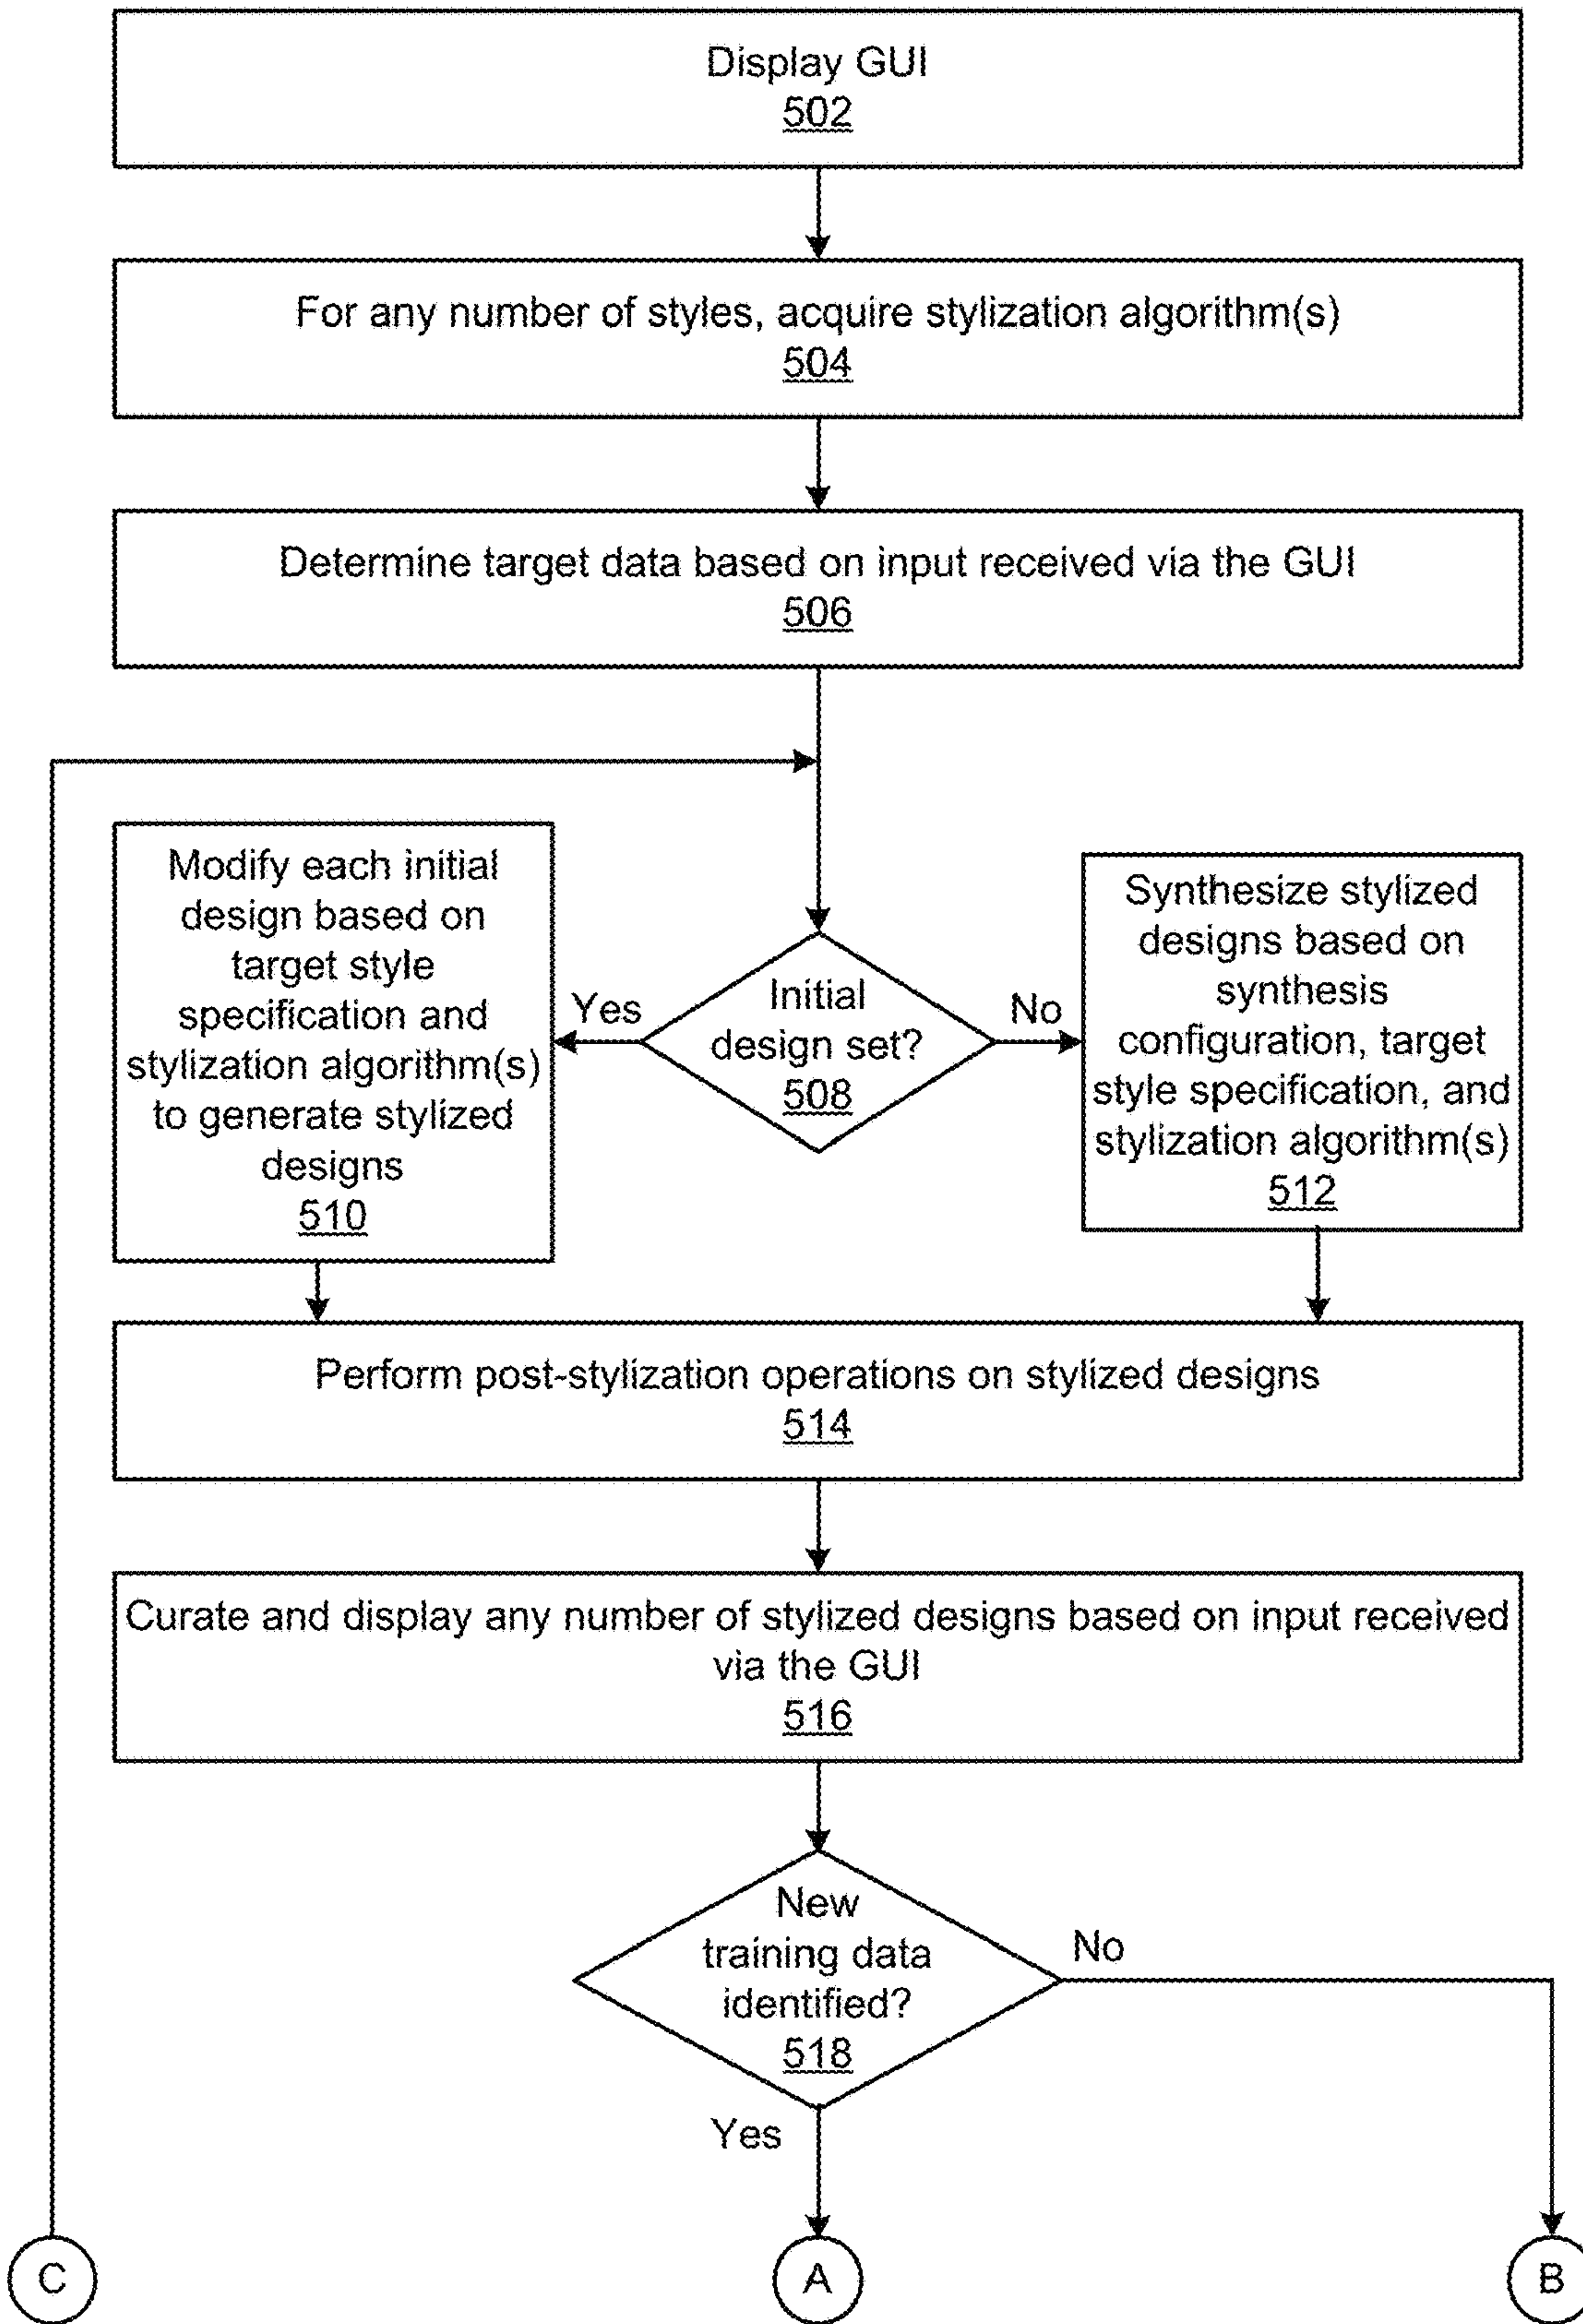 Display GUI
502
For any number of styles, acquire stylization algorithm(s)
504
Determine target data based on input received via the GUI
506
Modify each initial
design based on
target style
specification and
stylization algorithm(s)
to generate stylized
designs
510
Yes
Initial
design set?
508
No
Synthesize stylized
designs based on
synthesis
configuration, target
style specification, and
stylization algorithm(s)
512
Perform post-stylization operations on stylized designs
514
Curate and display any number of stylized designs based on input received
via the GUI
516
New
training data
identified?
518
No
Yes
C
A
B